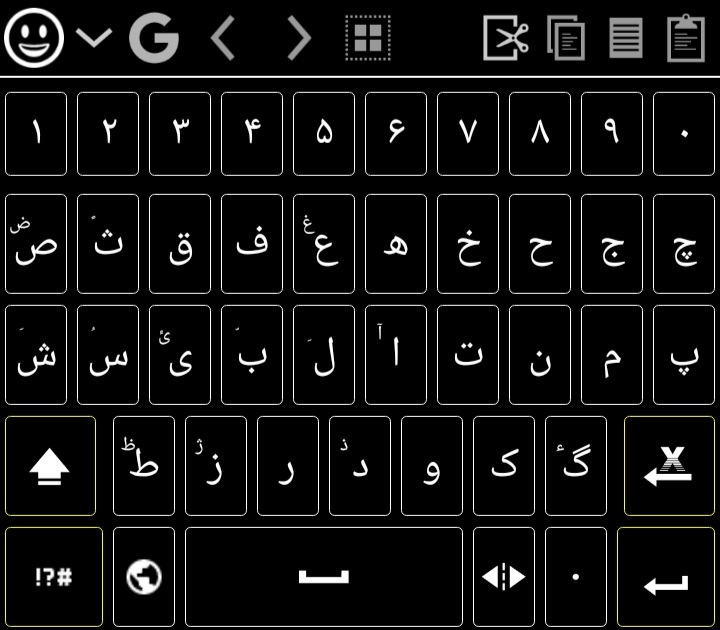 G
۱ ۲ ۳ ۴ ۵ ۶ ۷ ۸ ۹ ۰
ض ص ث ق ف غ ع ه خ ح ج چ
ش س ئ ی ب ل آ ا ت ن م پ
ظ ط ژ ز ر ذ د و ک گ ء X
!?# .